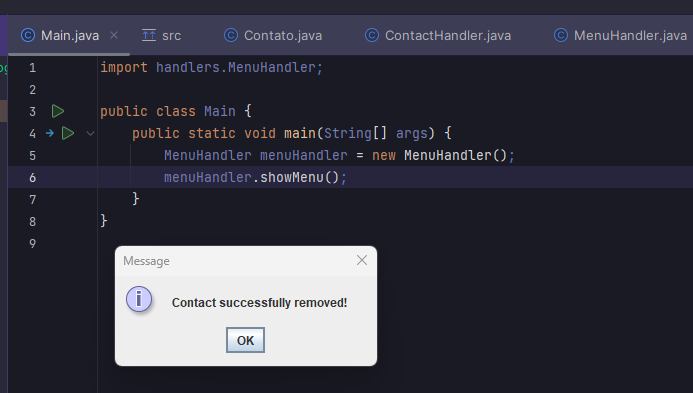 Main.java src Contato.java ContactHandler.java MenuHandler.java
1 import handlers.MenuHandler;
2
3 public class Main {
4 public static void main(String[] args) {
5 MenuHandler menuHandler = new MenuHandler();
6 menuHandler.showMenu();
7 }
8 }
9
Message
Contact successfully removed!
OK